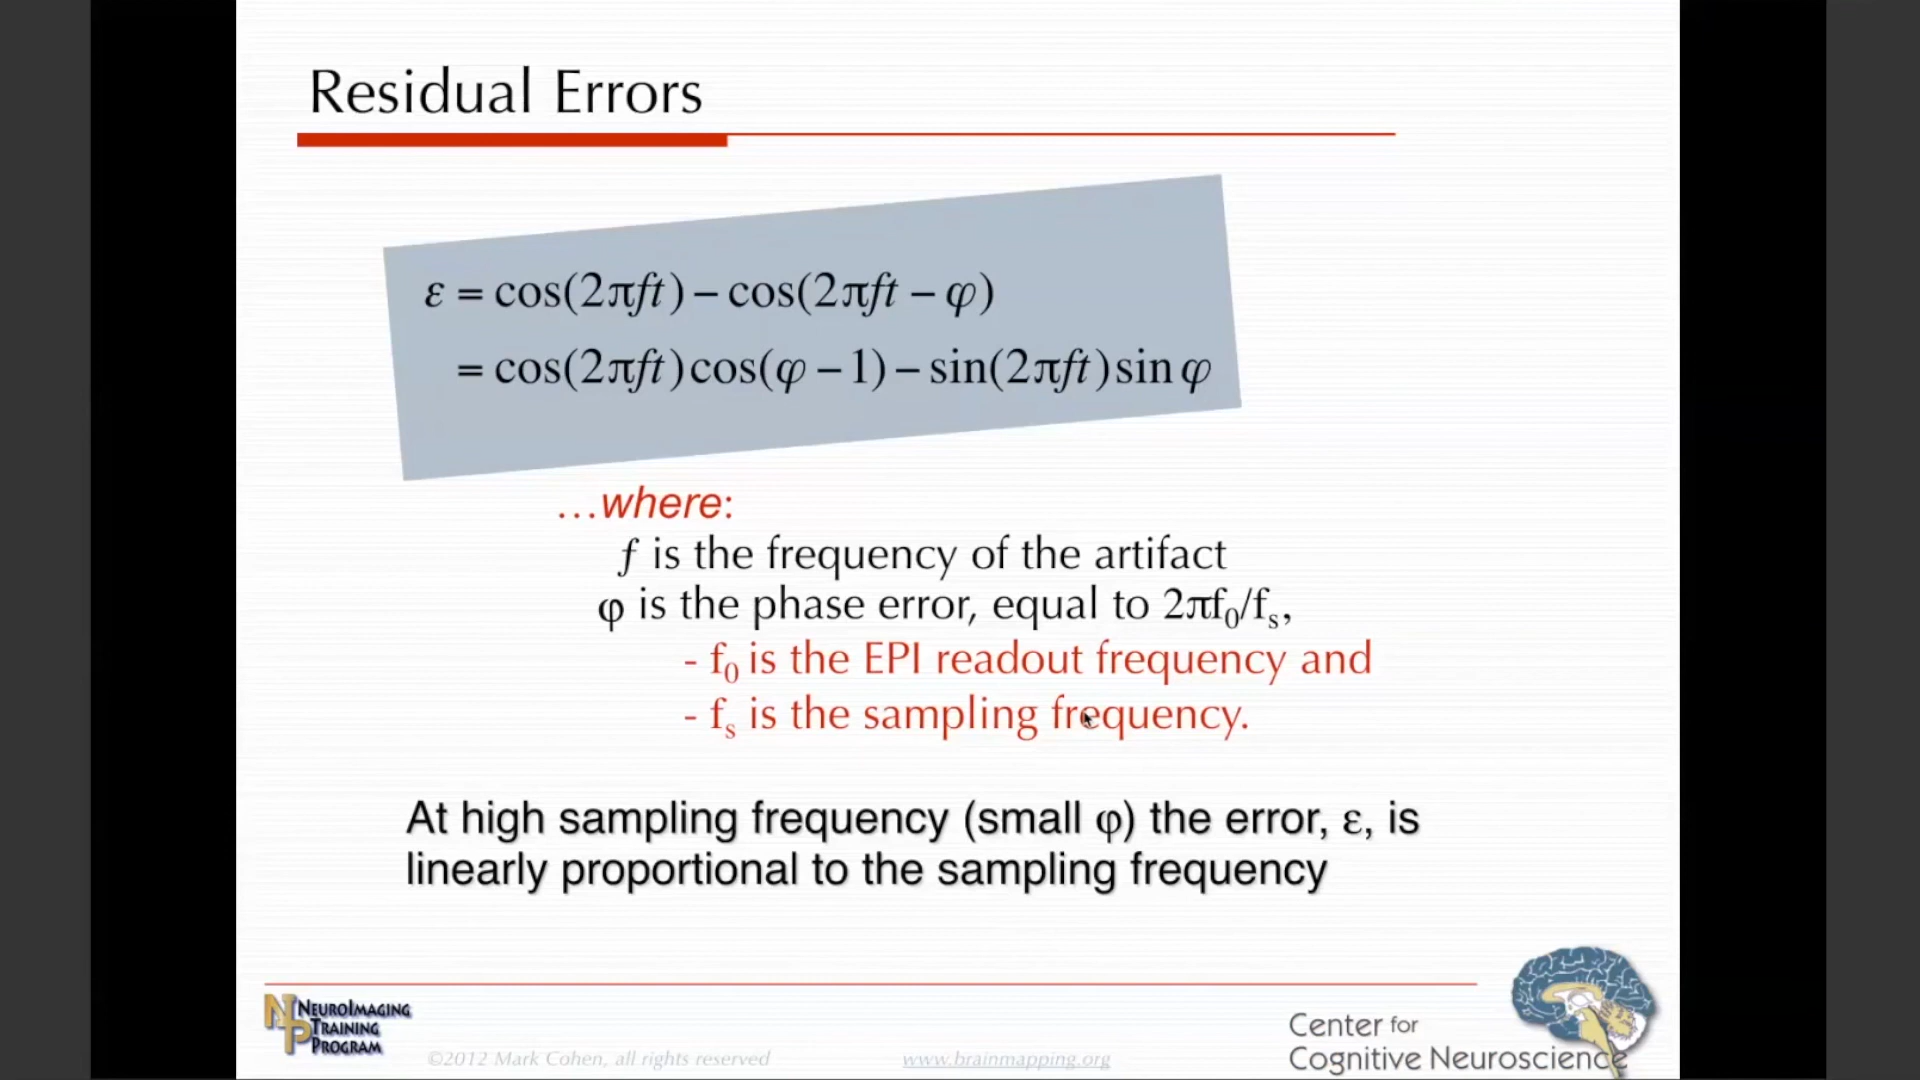 Residual Errors
ε = cos(2πft) – cos(2πft – φ)
= cos(2πft)cos(φ – 1) – sin(2πft)sin φ
…where:
f is the frequency of the artifact
φ is the phase error, equal to 2πf₀/fₛ,
- f₀ is the EPI readout frequency and
- fₛ is the sampling frequency.
At high sampling frequency (small φ) the error, ε, is
linearly proportional to the sampling frequency
NEUROIMAGING
TRAINING
PROGRAM
©2012 Mark Cohen, all rights reserved
www.brainmapping.org
Center for
Cognitive Neuroscience